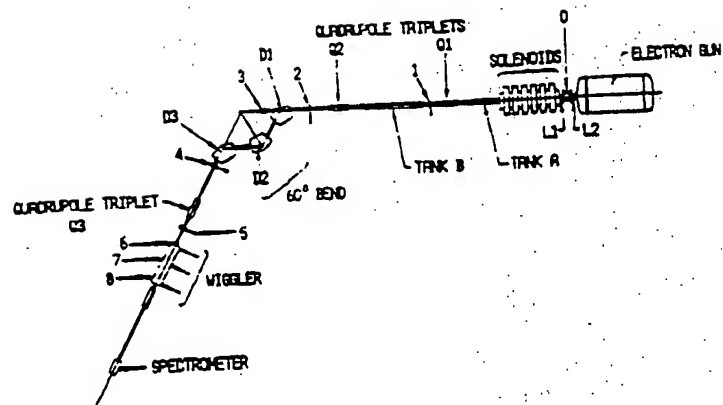 QUADRUPOLE TRIPLETS
D1
2
Q2
1
Q1
0
SOLENOIDS
ELECTRON GUN
3
D3
4
D2
60° BEND
TANK B
TANK A
L1
L2
QUADRUPOLE TRIPLET
Q3
5
6
7
8
WIGGLER
SPECTROMETER